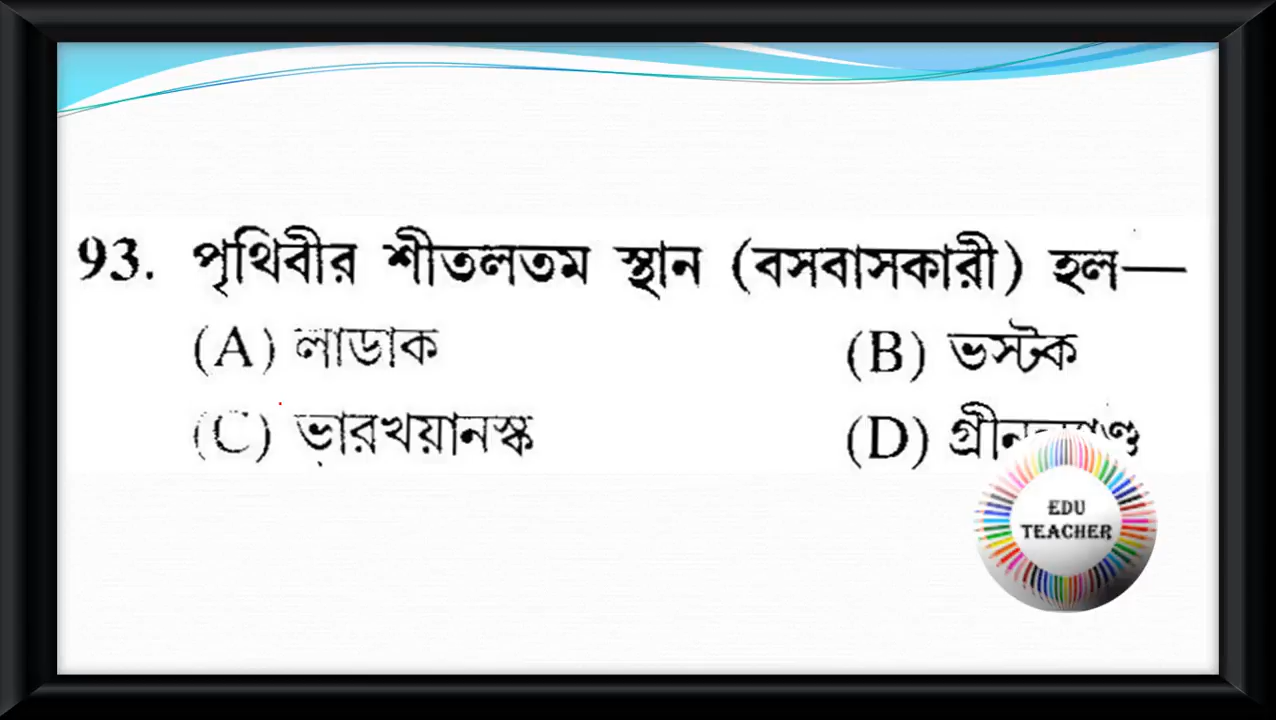 93. পৃথিবীর শীতলতম স্থান (বসবাসকারী) হল—
(A) লাডাক (B) ভস্টক
(C) ভারখয়ানস্ক (D)
EDU
TEACHER